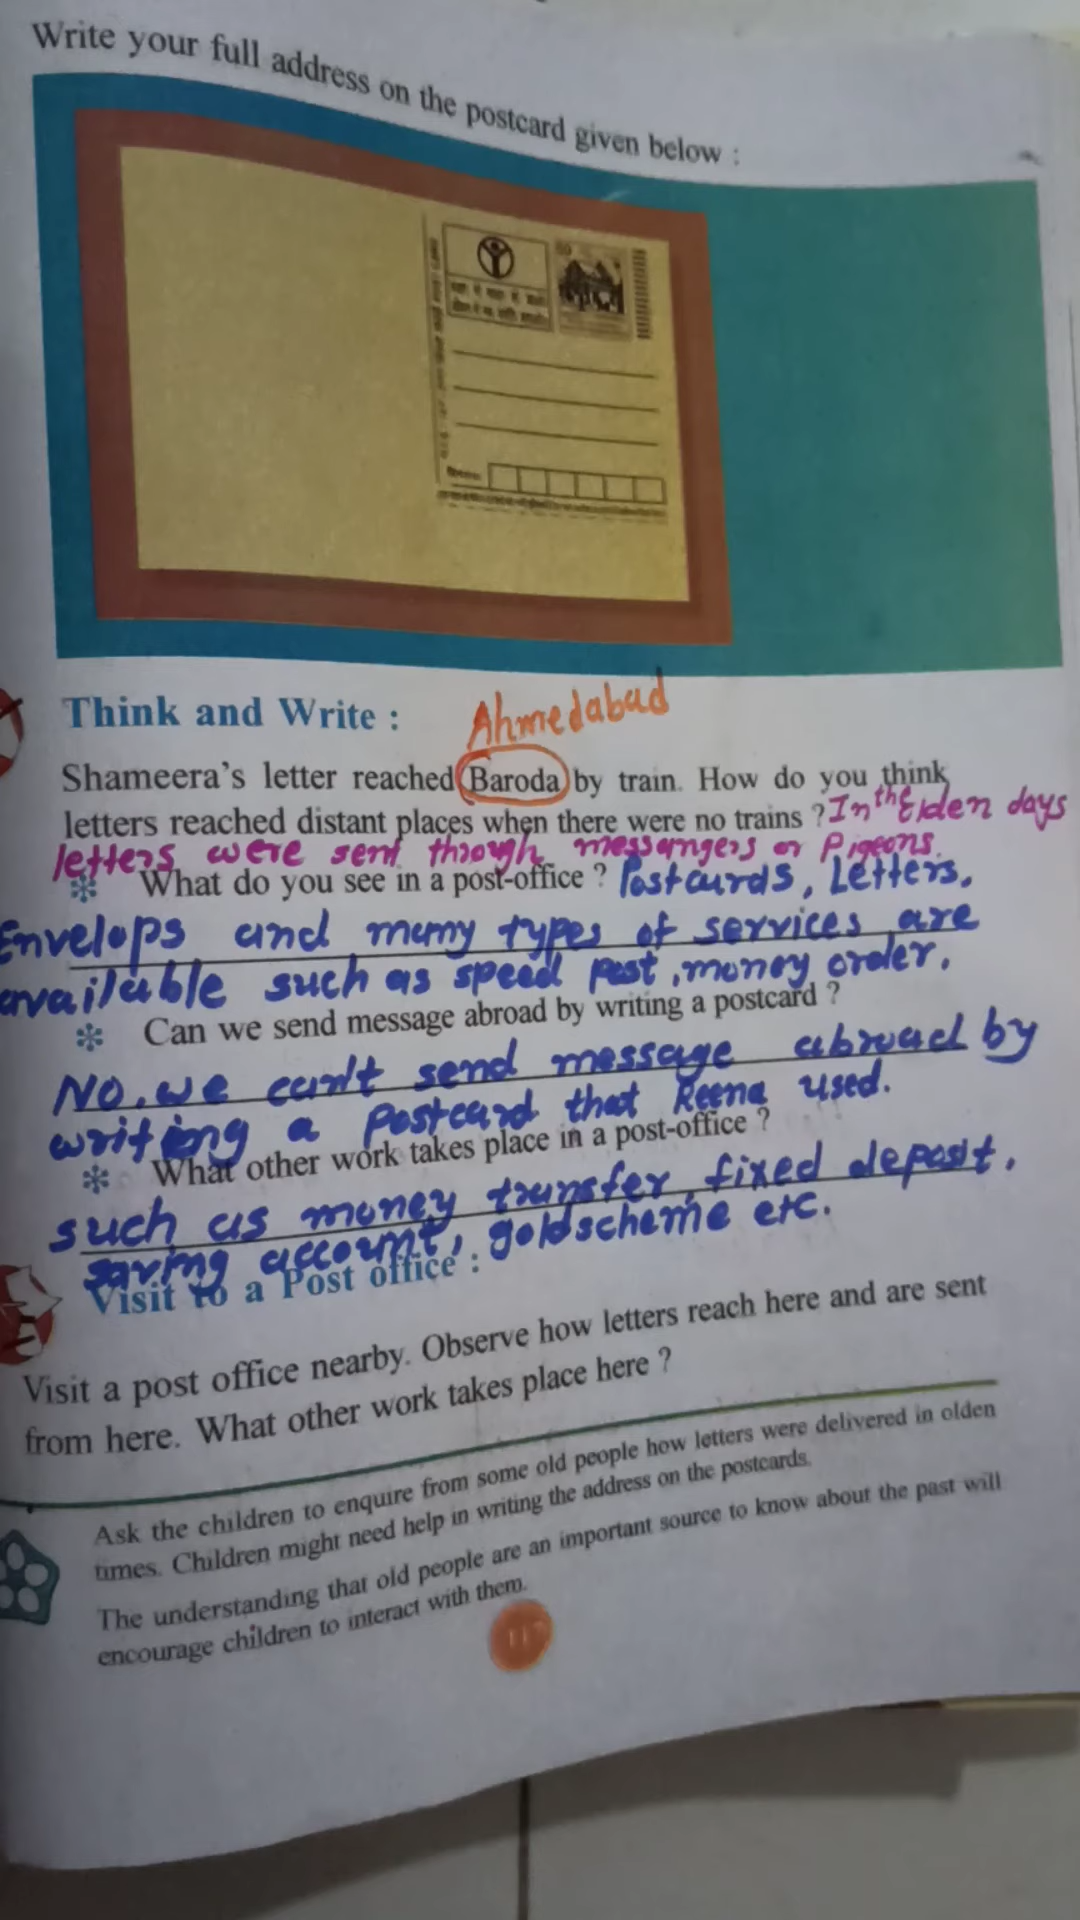 Write your full address on the postcard given below :
Think and Write :
Ahmedabad
Shameera's letter reached Baroda by train. How do you think
letters reached distant places when there were no trains ? In the Elden days
letters were sent through messangers or Pigeons.
What do you see in a post-office ? Postcards, Letters,
Envelops and many types of services are
available such as speed post, money order.
Can we send message abroad by writing a postcard ?
No, we can't send message abroad by
writing a postcard that Reena used.
What other work takes place in a post-office ?
such as money transfer, fixed deposit,
saving account, goldscheme etc.
Visit to a Post office :
Visit a post office nearby. Observe how letters reach here and are sent
from here. What other work takes place here ?
Ask the children to enquire from some old people how letters were delivered in olden
times. Children might need help in writing the address on the postcards.
The understanding that old people are an important source to know about the past will
encourage children to interact with them.
117